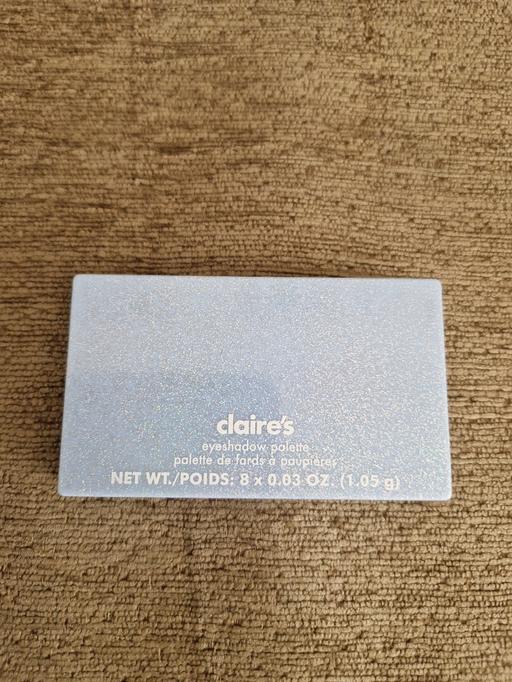 claire's
eyeshadow palette
palette de fards à paupières
NET WT./POIDS: 8 x 0.03 OZ. (1.05 g)